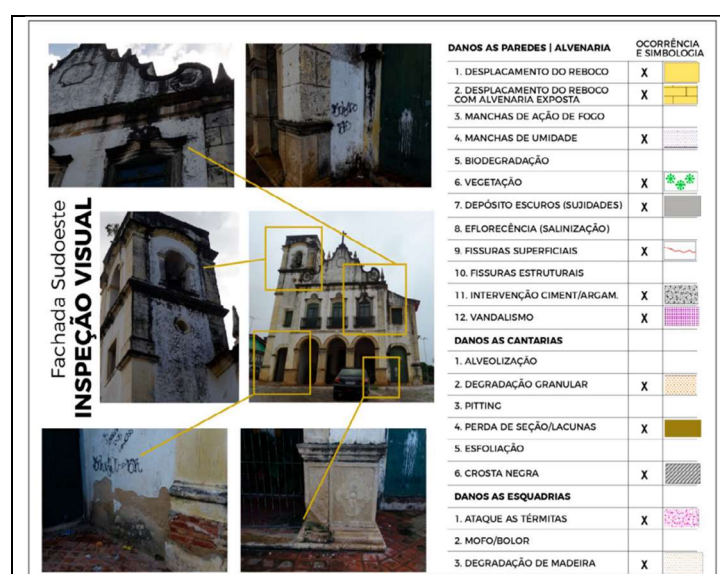 Fachada Sudoeste
INSPEÇÃO VISUAL
DANOS AS PAREDES | ALVENARIA
OCORRÊNCIA
E SIMBOLOGIA
1. DESPLACAMENTO DO REBOCO X
2. DESPLACAMENTO DO REBOCO
COM ALVENARIA EXPOSTA X
3. MANCHAS DE AÇÃO DE FOGO
4. MANCHAS DE UMIDADE X
5. BIODEGRADAÇÃO
6. VEGETAÇÃO X
7. DEPÓSITO ESCUROS (SUJIDADES) X
8. EFLORECÊNCIA (SALINIZAÇÃO)
9. FISSURAS SUPERFICIAIS X
10. FISSURAS ESTRUTURAIS
11. INTERVENÇÃO CIMENT/ARGAM. X
12. VANDALISMO X
DANOS AS CANTARIAS
1. ALVEOLIZAÇÃO
2. DEGRADAÇÃO GRANULAR X
3. PITTING
4. PERDA DE SEÇÃO/LACUNAS X
5. ESFOLIAÇÃO
6. CROSTA NEGRA X
DANOS AS ESQUADRIAS
1. ATAQUE AS TÉRMITAS X
2. MOFO/BOLOR
3. DEGRADAÇÃO DE MADEIRA X